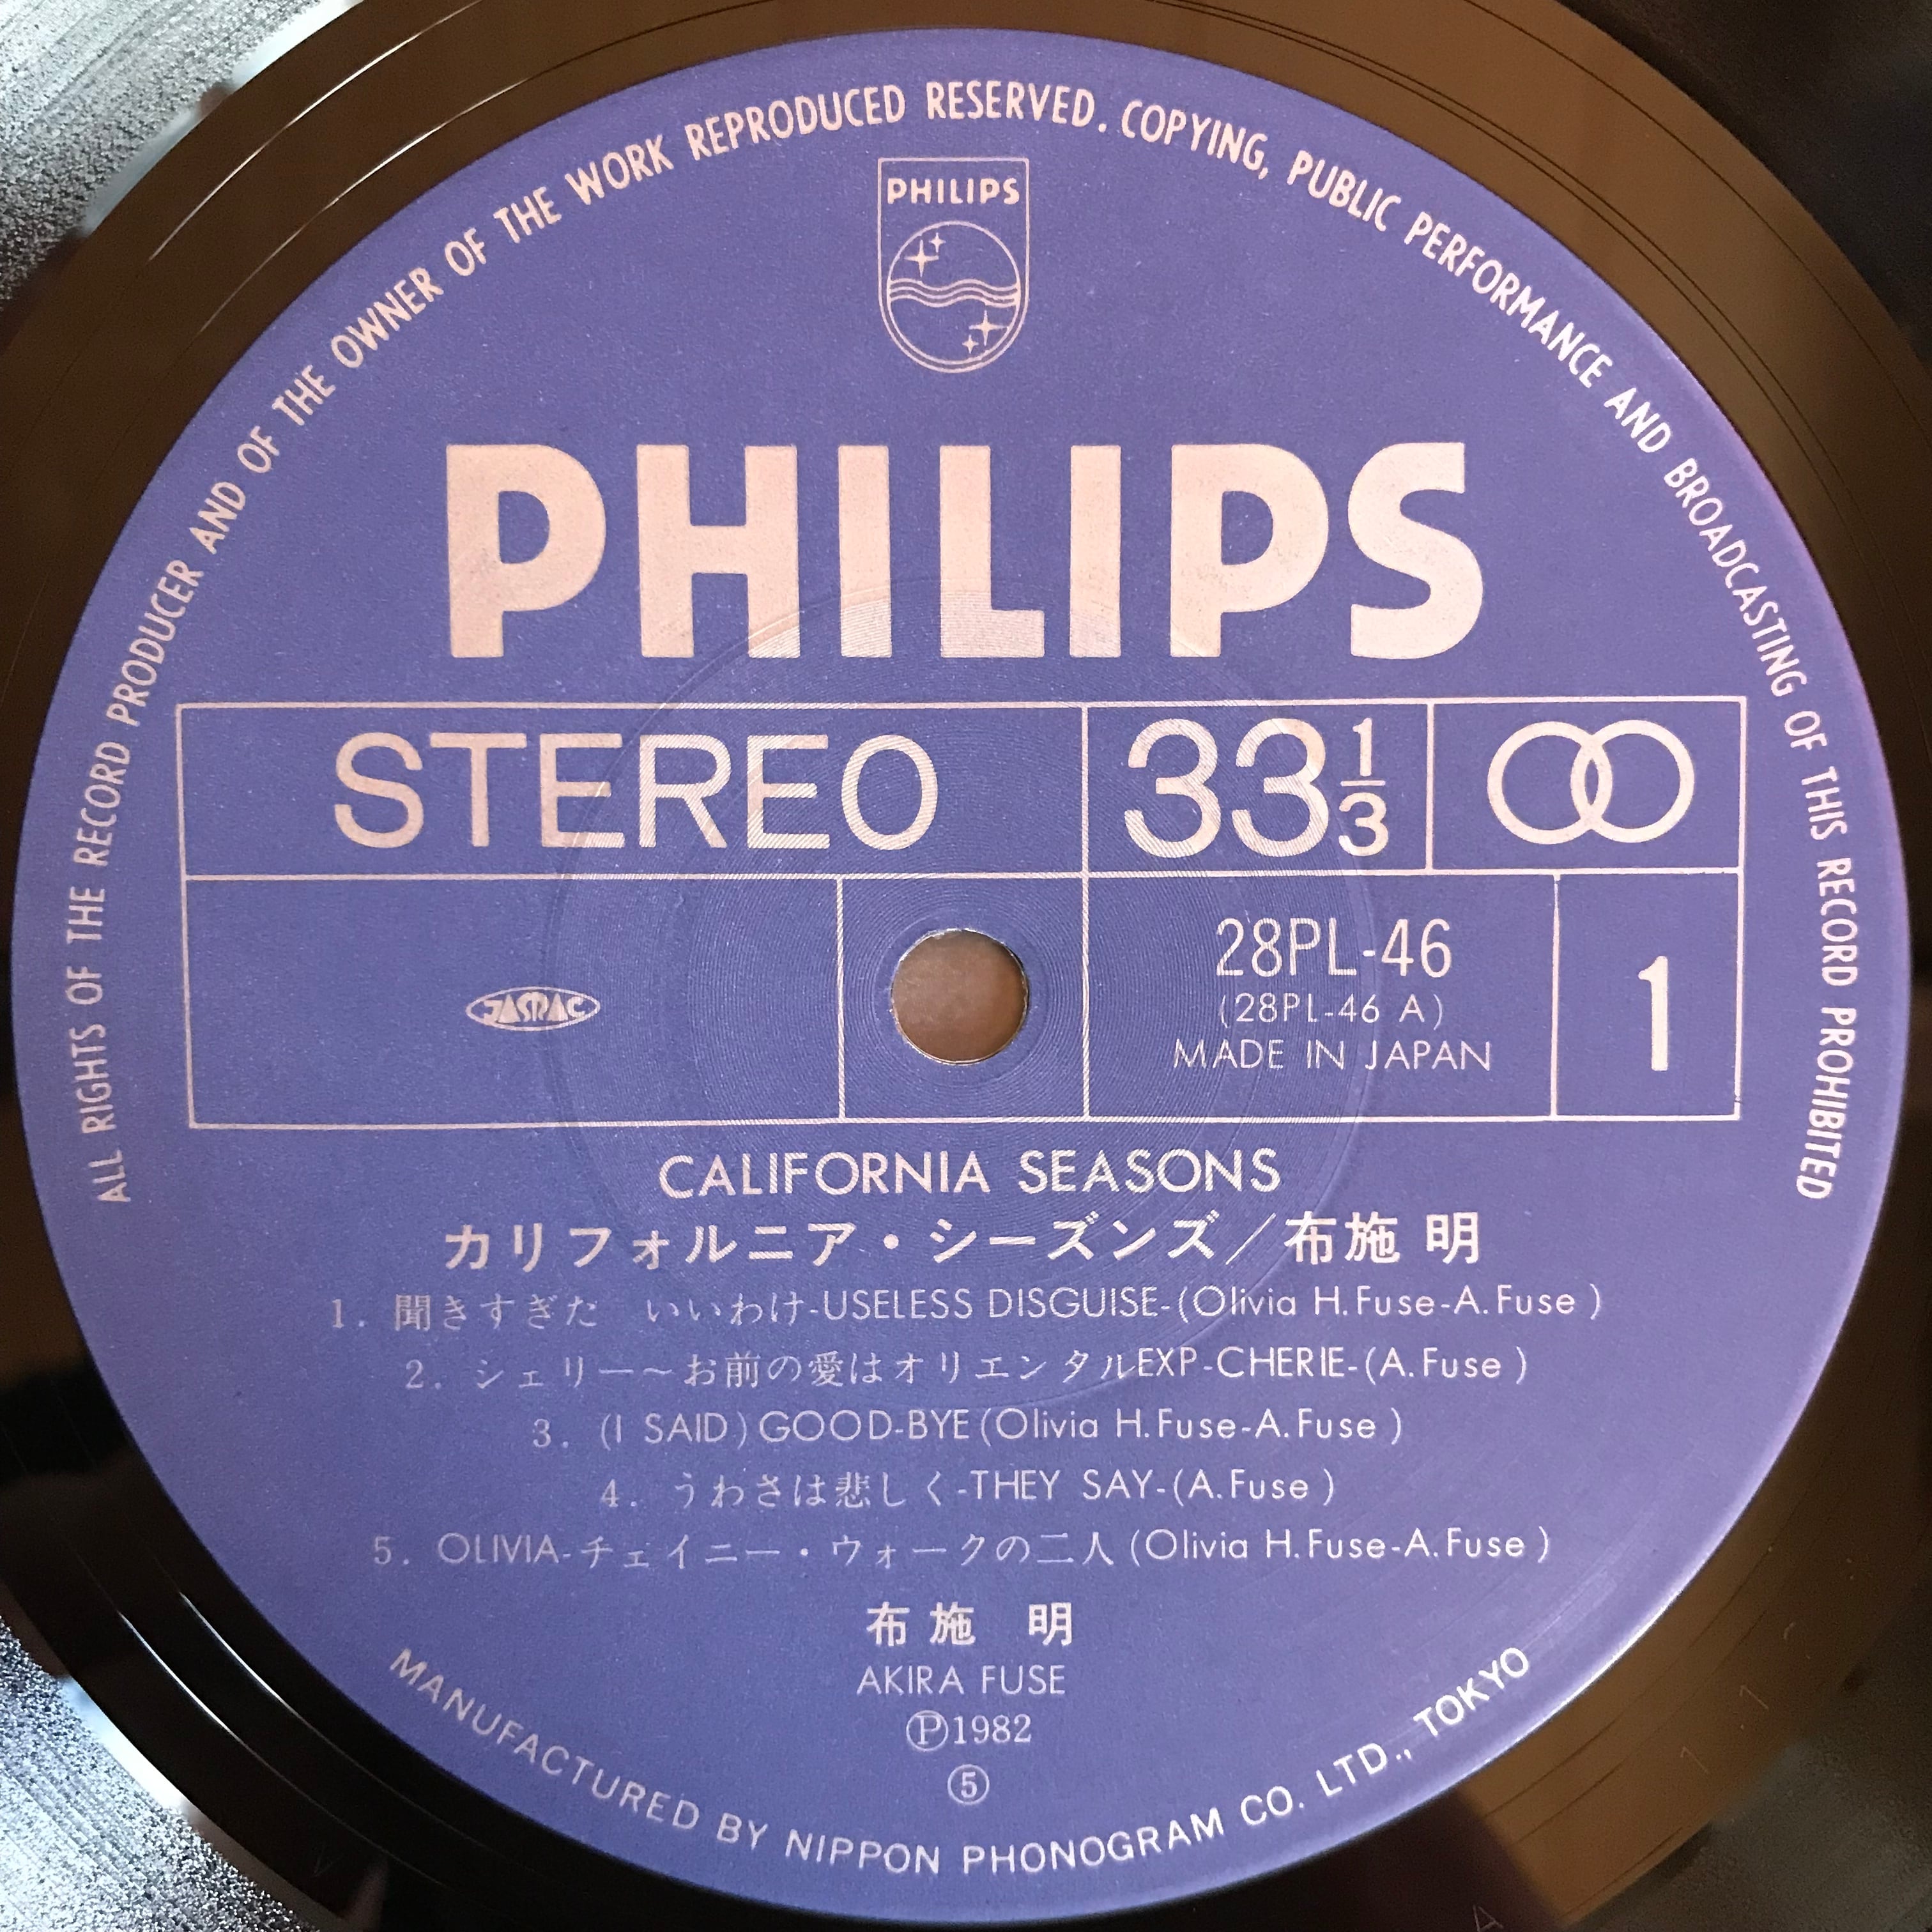 ALL RIGHTS OF THE RECORD PRODUCER AND OF THE OWNER OF THE WORK REPRODUCED RESERVED. COPYING, PUBLIC PERFORMANCE AND BROADCASTING OF THIS RECORD PROHIBITED
PHILIPS
PHILIPS
STEREO
33 1/3
JASRAC
28PL-46
(28PL-46 A)
MADE IN JAPAN
1
CALIFORNIA SEASONS
カリフォルニア・シーズンズ／布施 明
1. 聞きすぎた　いいわけ-USELESS DISGUISE-(Olivia H.Fuse-A.Fuse)
2. シェリー〜お前の愛はオリエンタルEXP-CHERIE-(A.Fuse)
3. (I SAID) GOOD-BYE (Olivia H.Fuse-A.Fuse)
4. うわさは悲しく-THEY SAY-(A.Fuse)
5. OLIVIA-チェイニー・ウォークの二人 (Olivia H.Fuse-A.Fuse)
布施　明
AKIRA FUSE
Ⓟ1982
⑤
MANUFACTURED BY NIPPON PHONOGRAM CO. LTD., TOKYO